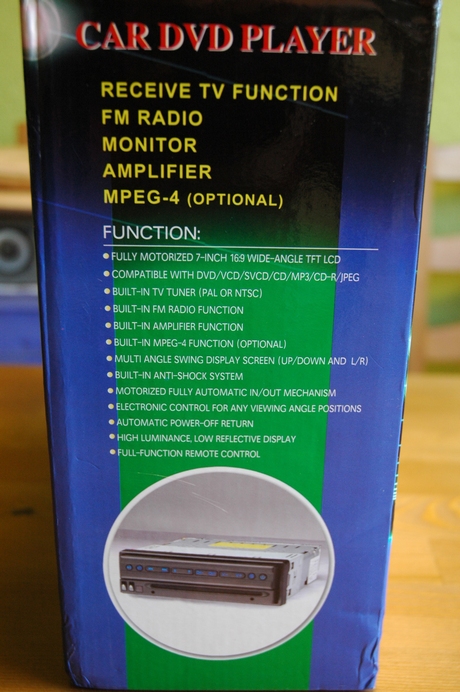 CAR DVD PLAYER
RECEIVE TV FUNCTION
FM RADIO
MONITOR
AMPLIFIER
MPEG-4 (OPTIONAL)
FUNCTION:
• FULLY MOTORIZED 7-INCH 16:9 WIDE-ANGLE TFT LCD
• COMPATIBLE WITH DVD/VCD/SVCD/CD/MP3/CD-R/JPEG
• BUILT-IN TV TUNER (PAL OR NTSC)
• BUILT-IN FM RADIO FUNCTION
• BUILT-IN AMPLIFIER FUNCTION
• BUILT-IN MPEG-4 FUNCTION (OPTIONAL)
• MULTI ANGLE SWING DISPLAY SCREEN (UP/DOWN AND L/R)
• BUILT-IN ANTI-SHOCK SYSTEM
• MOTORIZED FULLY AUTOMATIC IN/OUT MECHANISM
• ELECTRONIC CONTROL FOR ANY VIEWING ANGLE POSITIONS
• AUTOMATIC POWER-OFF RETURN
• HIGH LUMINANCE, LOW REFLECTIVE DISPLAY
• FULL-FUNCTION REMOTE CONTROL